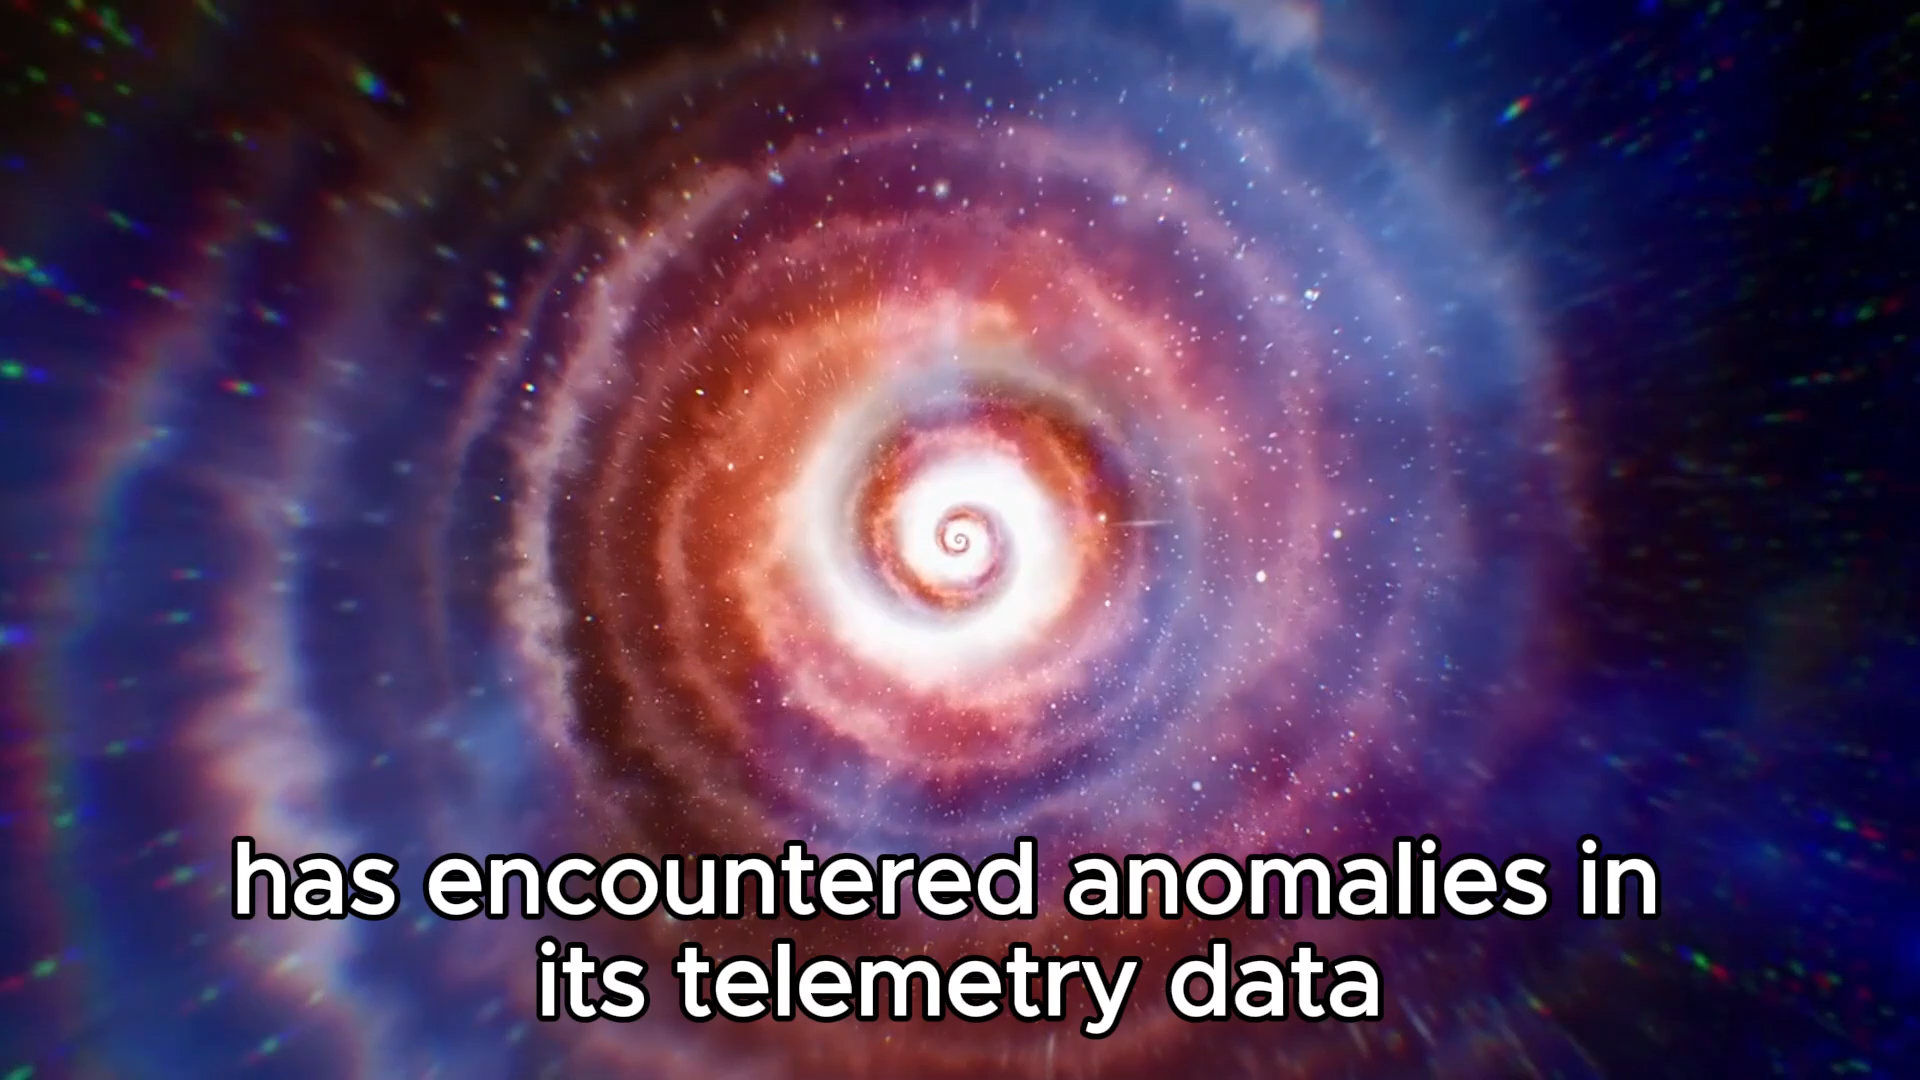 has encountered anomalies in
its telemetry data